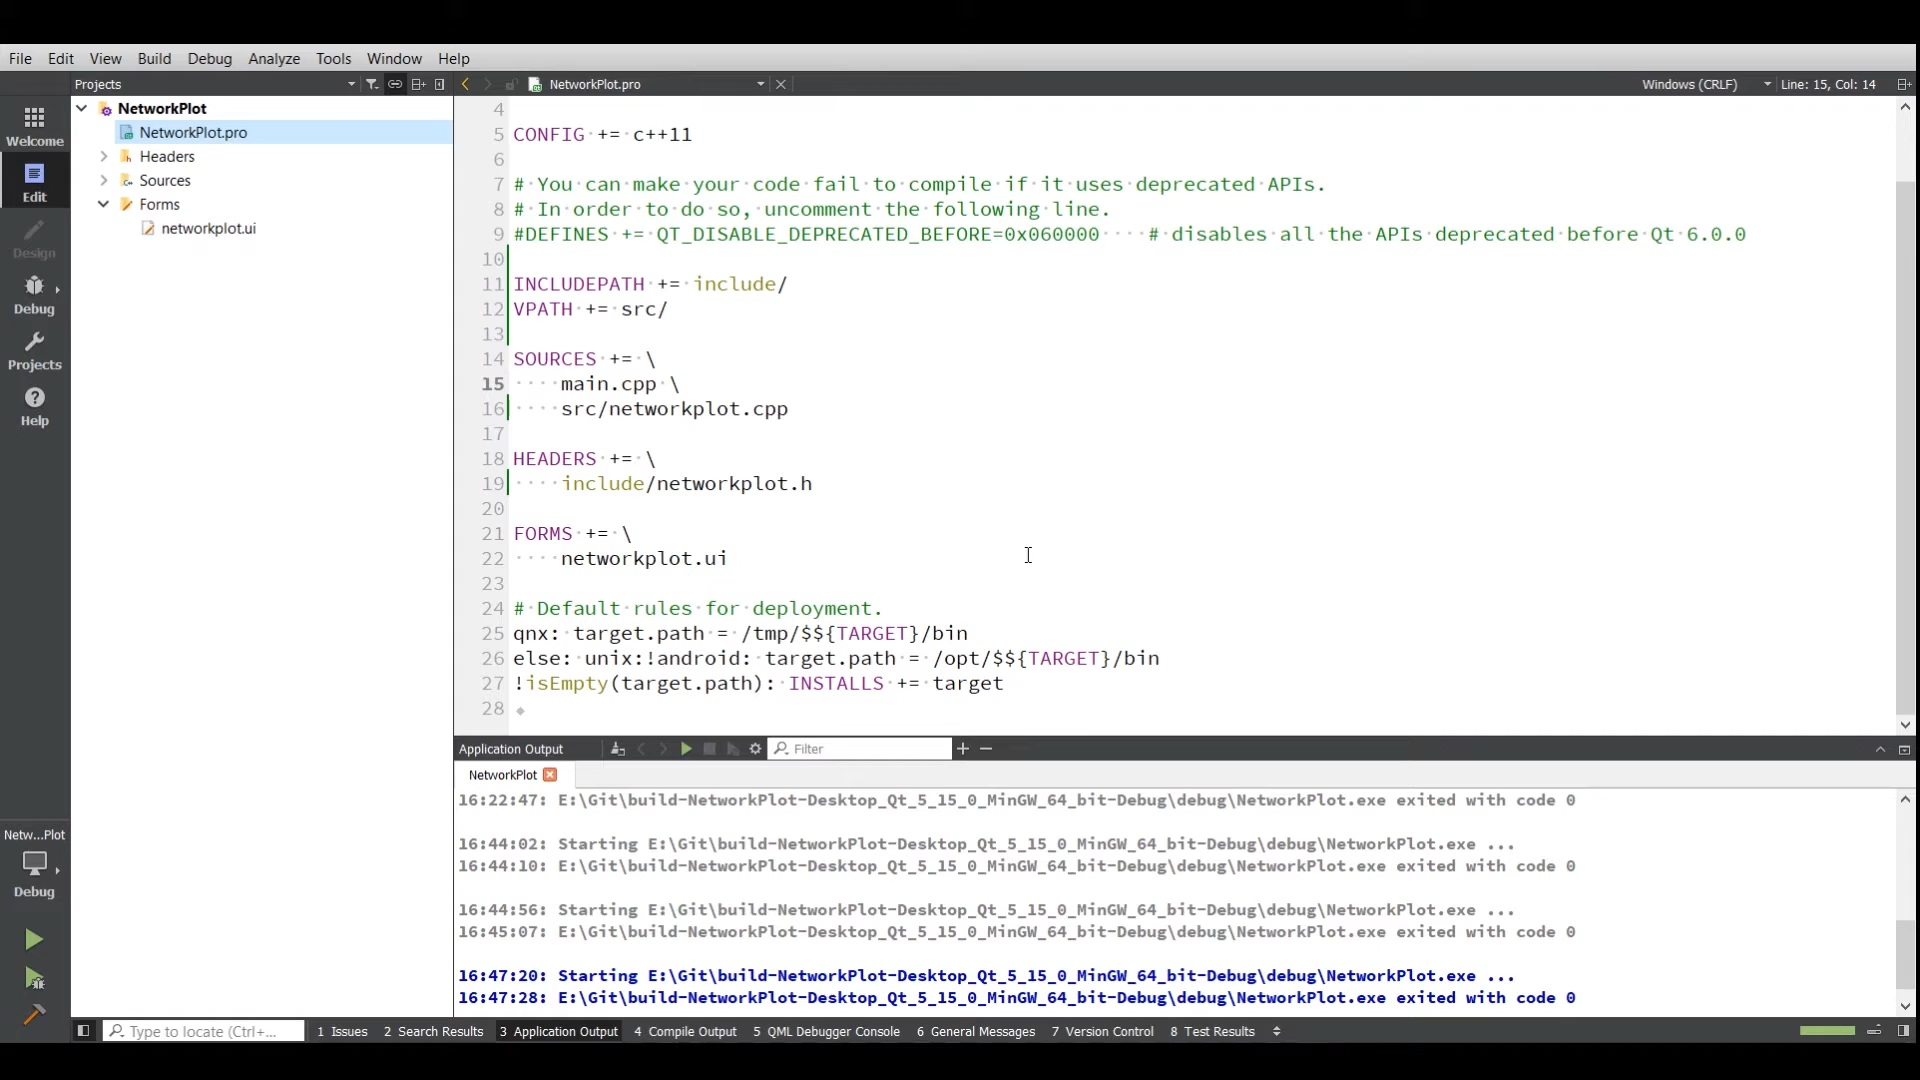 File Edit View Build Debug Analyze Tools Window Help
Projects
NetworkPlot.pro
Windows (CRLF)
Line: 15, Col: 14
Welcome
Edit
Design
Debug
Projects
Help
NetworkPlot
NetworkPlot.pro
Headers
Sources
Forms
networkplot.ui
4
5 CONFIG += c++11
6
7 # You can make your code fail to compile if it uses deprecated APIs.
8 # In order to do so, uncomment the following line.
9 #DEFINES += QT_DISABLE_DEPRECATED_BEFORE=0x060000 # disables all the APIs deprecated before Qt 6.0.0
10
11 INCLUDEPATH += include/
12 VPATH += src/
13
14 SOURCES += \
15 main.cpp \
16 src/networkplot.cpp
17
18 HEADERS += \
19 include/networkplot.h
20
21 FORMS += \
22 networkplot.ui
23
24 # Default rules for deployment.
25 qnx: target.path = /tmp/$${TARGET}/bin
26 else: unix:!android: target.path = /opt/$${TARGET}/bin
27 !isEmpty(target.path): INSTALLS += target
28
Application Output
Filter
NetworkPlot
16:22:47: E:\Git\build-NetworkPlot-Desktop_Qt_5_15_0_MinGW_64_bit-Debug\debug\NetworkPlot.exe exited with code 0
16:44:02: Starting E:\Git\build-NetworkPlot-Desktop_Qt_5_15_0_MinGW_64_bit-Debug\debug\NetworkPlot.exe ...
16:44:10: E:\Git\build-NetworkPlot-Desktop_Qt_5_15_0_MinGW_64_bit-Debug\debug\NetworkPlot.exe exited with code 0
16:44:56: Starting E:\Git\build-NetworkPlot-Desktop_Qt_5_15_0_MinGW_64_bit-Debug\debug\NetworkPlot.exe ...
16:45:07: E:\Git\build-NetworkPlot-Desktop_Qt_5_15_0_MinGW_64_bit-Debug\debug\NetworkPlot.exe exited with code 0
16:47:20: Starting E:\Git\build-NetworkPlot-Desktop_Qt_5_15_0_MinGW_64_bit-Debug\debug\NetworkPlot.exe ...
16:47:28: E:\Git\build-NetworkPlot-Desktop_Qt_5_15_0_MinGW_64_bit-Debug\debug\NetworkPlot.exe exited with code 0
Netw...Plot
Debug
Type to locate (Ctrl+...
1 Issues 2 Search Results 3 Application Output 4 Compile Output 5 QML Debugger Console 6 General Messages 7 Version Control 8 Test Results